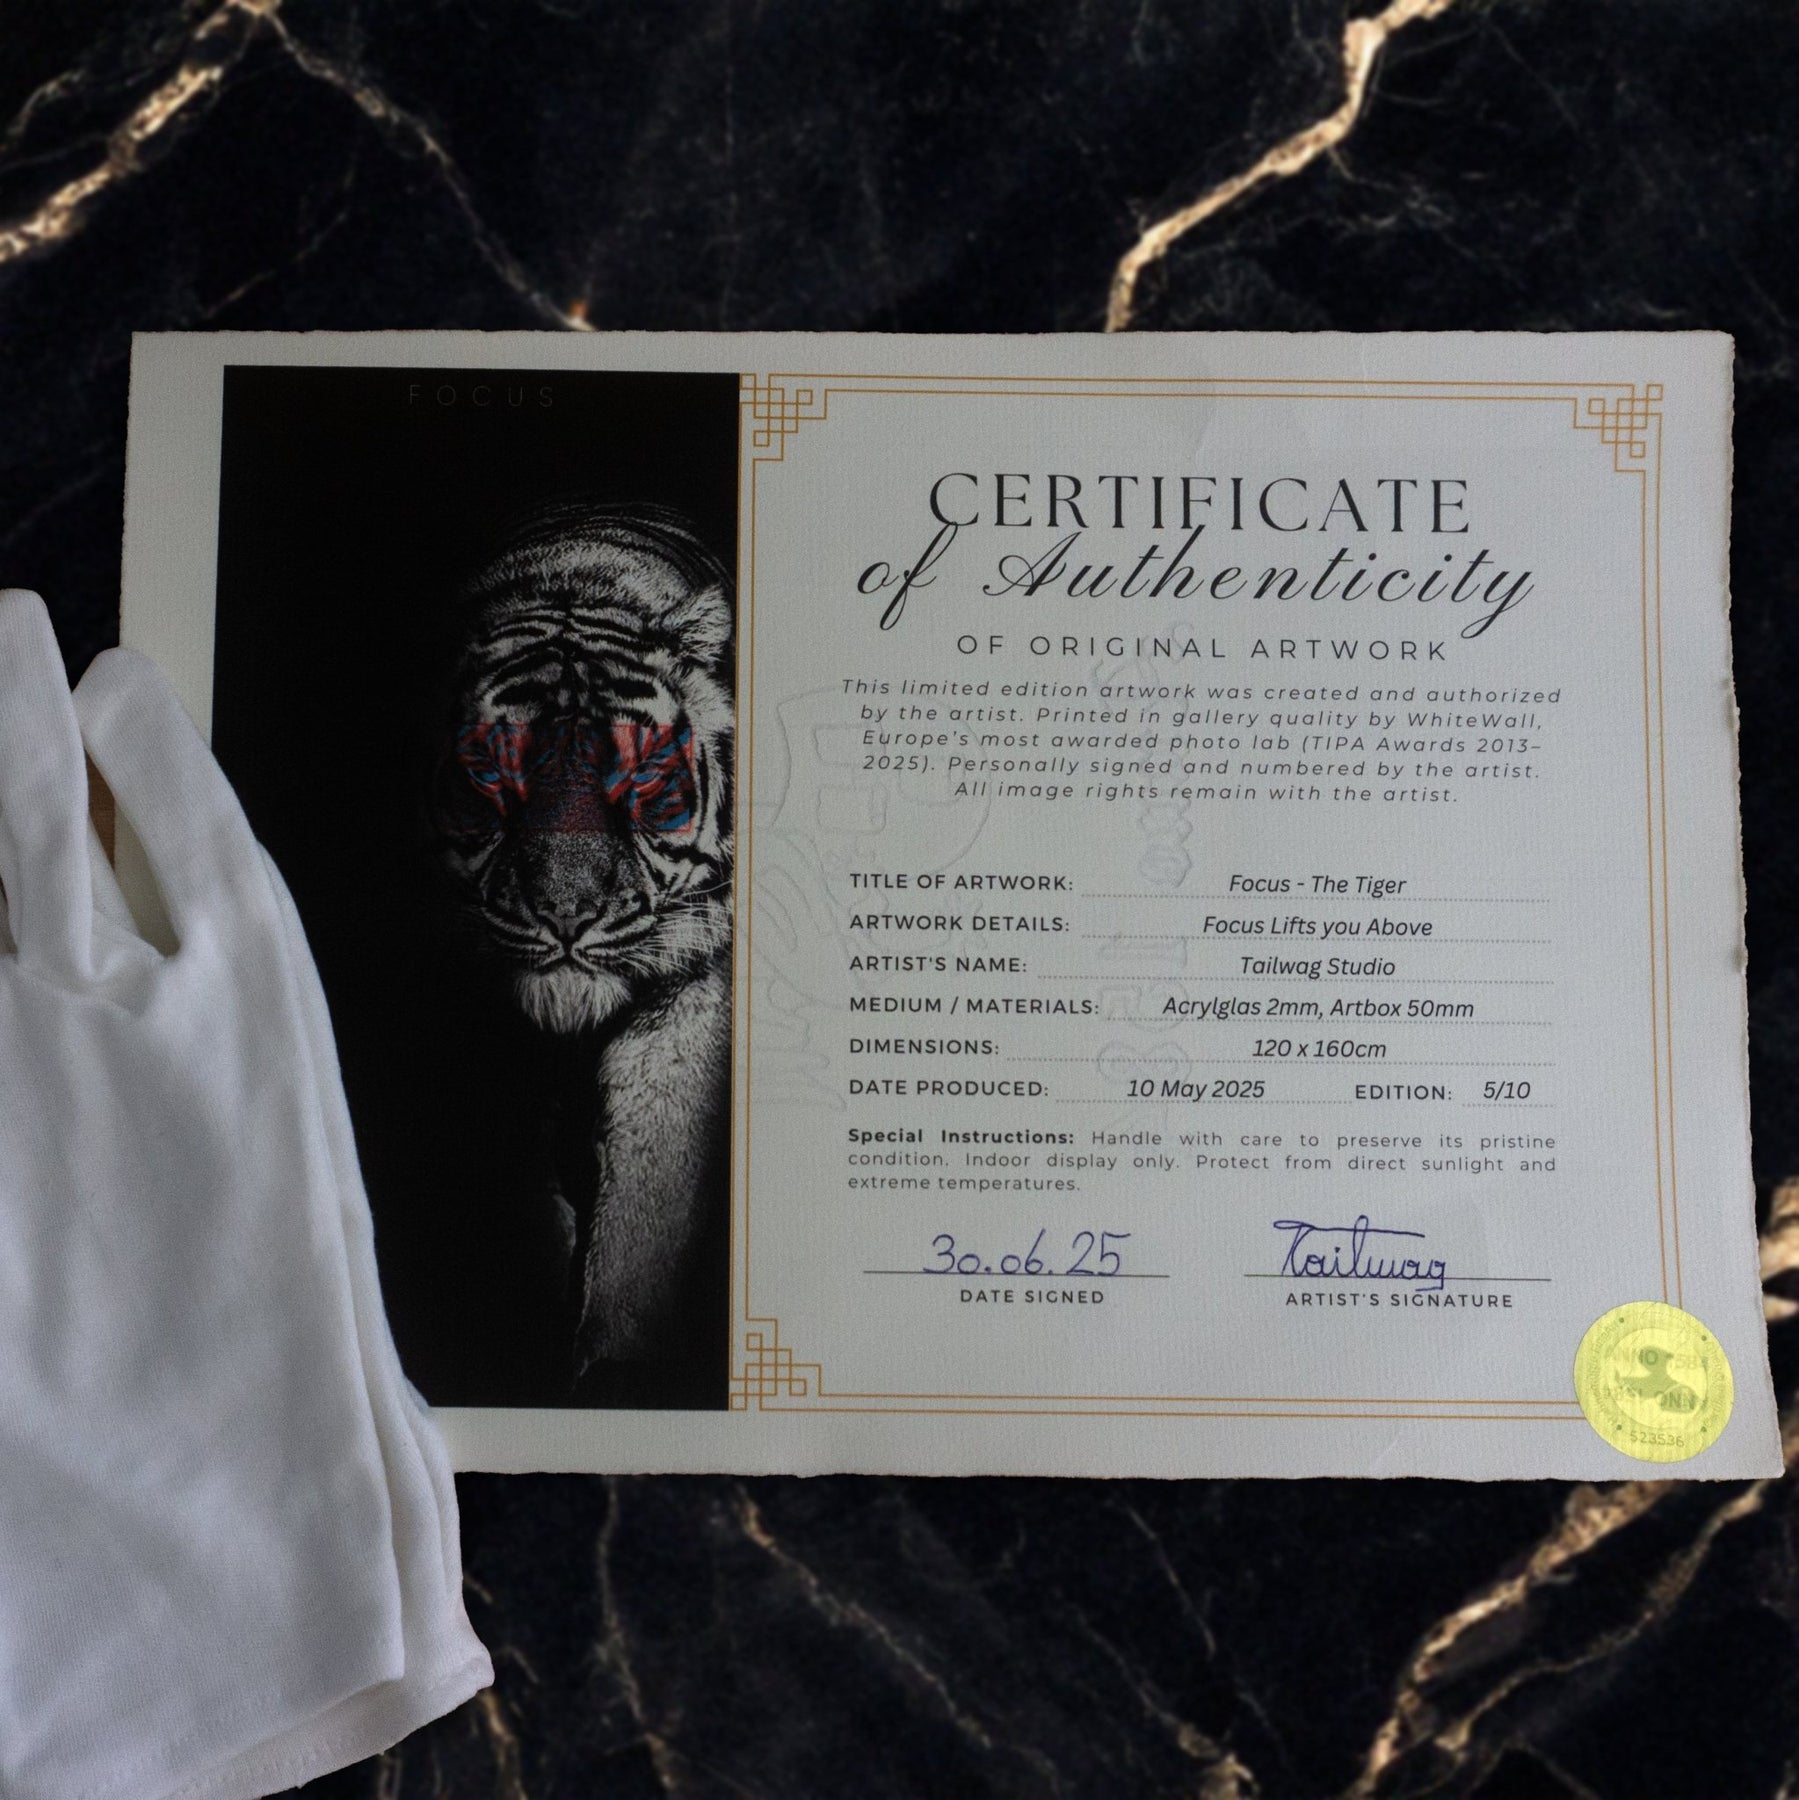 FOCUS
CERTIFICATE
of Authenticity
OF ORIGINAL ARTWORK
This limited edition artwork was created and authorized
by the artist. Printed in gallery quality by WhiteWall,
Europe's most awarded photo lab (TIPA Awards 2013–
2025). Personally signed and numbered by the artist.
All image rights remain with the artist.
TITLE OF ARTWORK: Focus - The Tiger
ARTWORK DETAILS: Focus Lifts you Above
ARTIST'S NAME: Tailwag Studio
MEDIUM / MATERIALS: Acrylglas 2mm, Artbox 50mm
DIMENSIONS: 120 x 160cm
DATE PRODUCED: 10 May 2025 EDITION: 5/10
Special Instructions: Handle with care to preserve its pristine
condition. Indoor display only. Protect from direct sunlight and
extreme temperatures.
30.06.25 Tailwag
DATE SIGNED ARTIST'S SIGNATURE
ANNO
523536